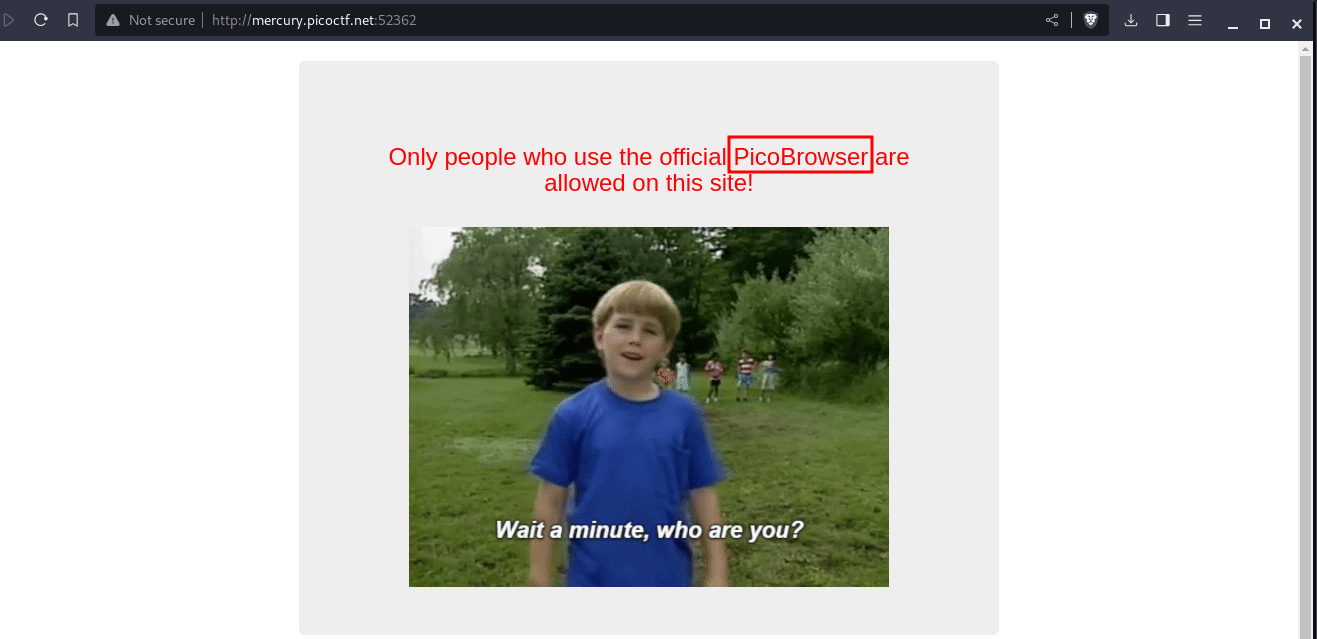 Not secure http://mercury.picoctf.net:52362
Only people who use the official PicoBrowser are
allowed on this site!
Wait a minute, who are you?